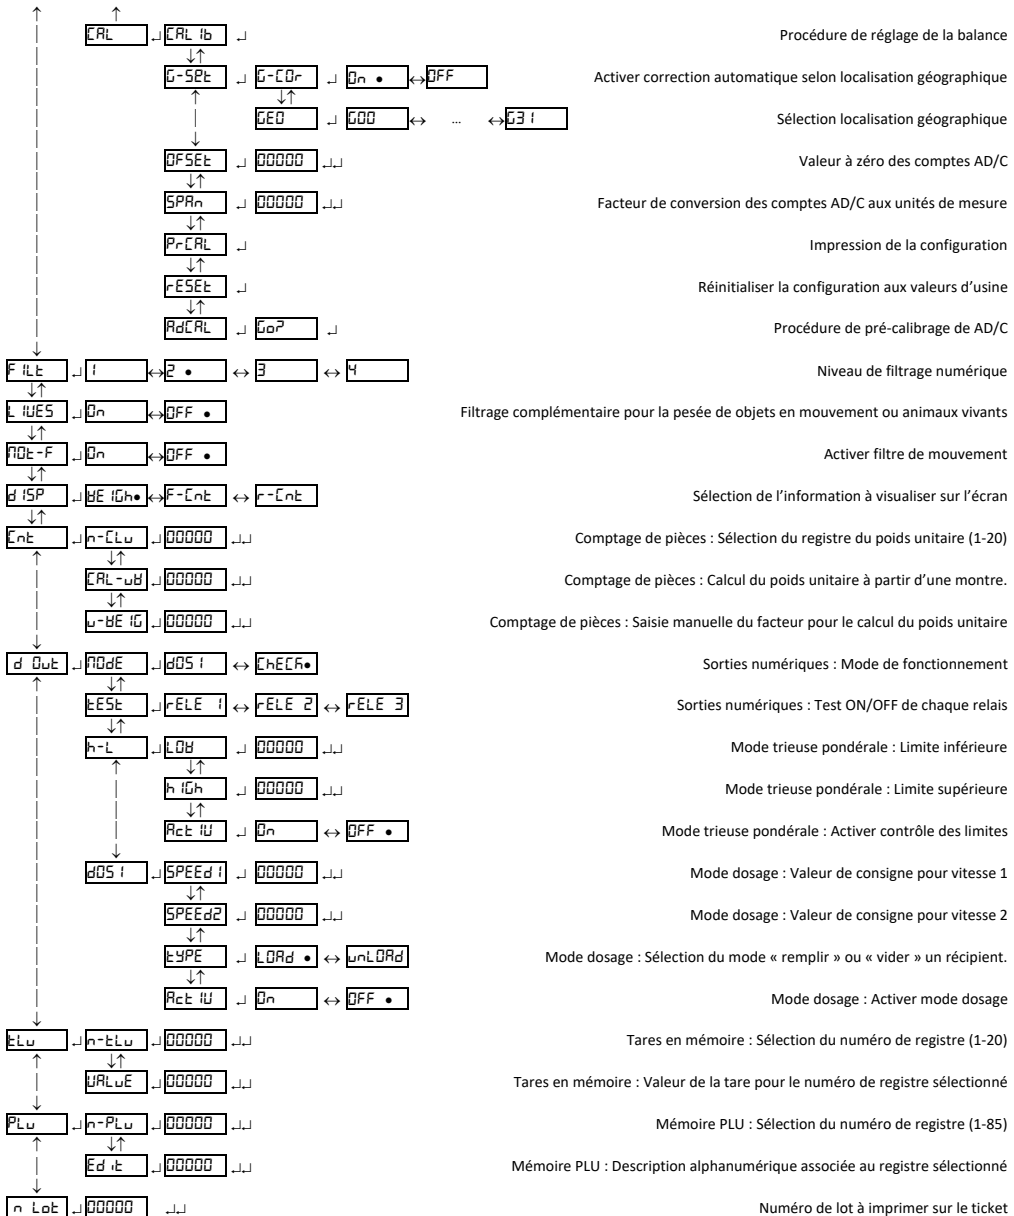 ↑ ↑
CAL ↵ CAL Ib ↵ Procédure de réglage de la balance
↓↑
G-SEt ↵ G-COr ↵ On • ↔ OFF Activer correction automatique selon localisation géographique
↑ ↓↑
GEO ↵ G00 ↔ ... ↔ G31 Sélection localisation géographique
↓
OFSEt ↵ 00000 ↵↵ Valeur à zéro des comptes AD/C
↓↑
SPAn ↵ 00000 ↵↵ Facteur de conversion des comptes AD/C aux unités de mesure
↓↑
PrCAL ↵ Impression de la configuration
↓↑
rESEt ↵ Réinitialiser la configuration aux valeurs d’usine
↓↑
AdCAL ↵ Go? ↵ Procédure de pré-calibrage de AD/C
↓
FILt ↵ 1 ↔ 2 • ↔ 3 ↔ 4 Niveau de filtrage numérique
↓↑
LIVES ↵ On ↔ OFF • Filtrage complémentaire pour la pesée de objets en mouvement ou animaux vivants
↓↑
MOt-F ↵ On ↔ OFF • Activer filtre de mouvement
↓↑
dISP ↵ WEIGh• ↔ F-Cnt ↔ r-Cnt Sélection de l’information à visualiser sur l’écran
↓↑
Cnt ↵ n-CLu ↵ 00000 ↵↵ Comptage de pièces : Sélection du registre du poids unitaire (1-20)
↑ ↓↑
CAL-uW ↵ 00000 ↵↵ Comptage de pièces : Calcul du poids unitaire à partir d’une montre.
↓↑
u-WEIG ↵ 00000 ↵↵ Comptage de pièces : Saisie manuelle du facteur pour le calcul du poids unitaire
↓
d Out ↵ MOdE ↵ dOS1 ↔ ChECK• Sorties numériques : Mode de fonctionnement
↑ ↓↑
tESt ↵ rELE 1 ↔ rELE 2 ↔ rELE 3 Sorties numériques : Test ON/OFF de chaque relais
↓↑
h-L ↵ LOW ↵ 00000 ↵↵ Mode trieuse pondérale : Limite inférieure
↑ ↓↑
hIGh ↵ 00000 ↵↵ Mode trieuse pondérale : Limite supérieure
↓↑
ActIV ↵ On ↔ OFF • Mode trieuse pondérale : Activer contrôle des limites
↓
dOS1 ↵ SPEEd1 ↵ 00000 ↵↵ Mode dosage : Valeur de consigne pour vitesse 1
↓↑
SPEEd2 ↵ 00000 ↵↵ Mode dosage : Valeur de consigne pour vitesse 2
↓↑
tYPE ↵ LOAd • ↔ unLOAd Mode dosage : Sélection du mode « remplir » ou « vider » un récipient.
↓↑
ActIV ↵ On ↔ OFF • Mode dosage : Activer mode dosage
↓
tLu ↵ n-tLu ↵ 00000 ↵↵ Tares en mémoire : Sélection du numéro de registre (1-20)
↑ ↓↑
VALuE ↵ 00000 ↵↵ Tares en mémoire : Valeur de la tare pour le numéro de registre sélectionné
↓
PLu ↵ n-PLu ↵ 00000 ↵↵ Mémoire PLU : Sélection du numéro de registre (1-85)
↑ ↓↑
Edit ↵ 00000 ↵↵ Mémoire PLU : Description alphanumérique associée au registre sélectionné
↓
n Lot ↵ 00000 ↵↵ Numéro de lot à imprimer sur le ticket